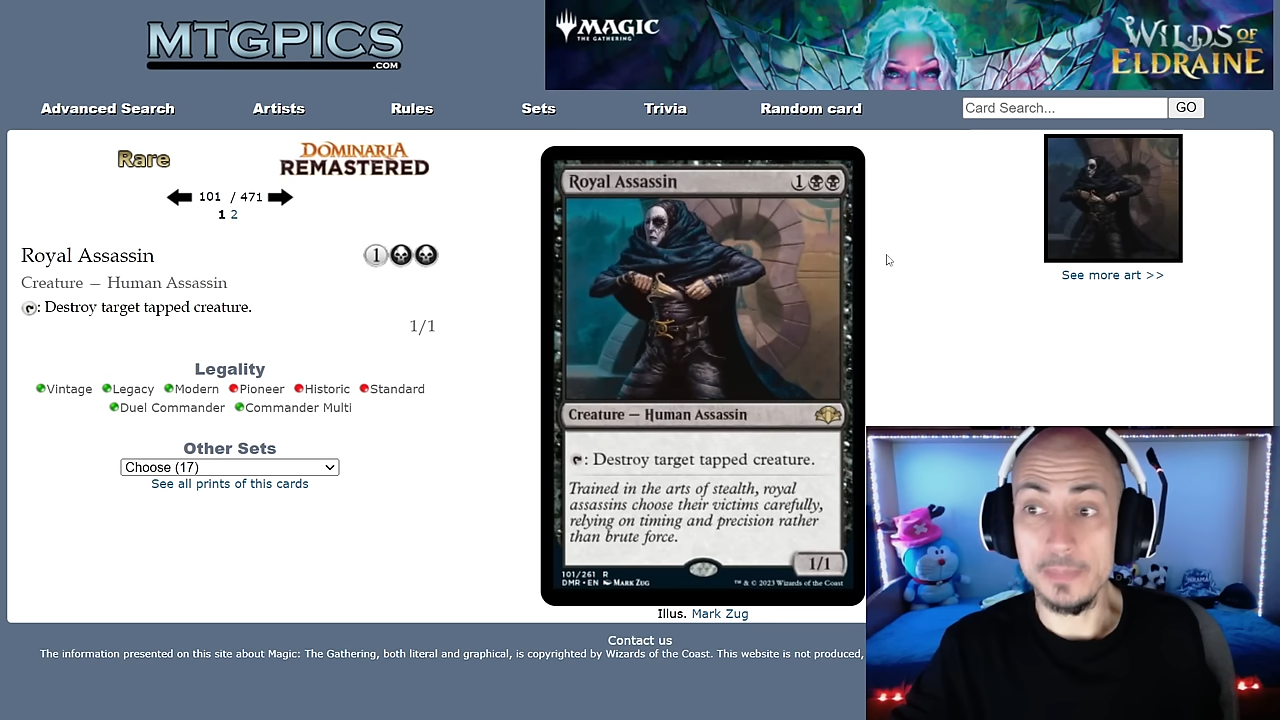 MTGPICS
.COM
MAGIC
THE GATHERING
WILDS OF
ELDRAINE
Advanced Search
Artists
Rules
Sets
Trivia
Random card
Card Search...
GO
Rare
DOMINARIA
REMASTERED
101 / 471
1 2
Royal Assassin
1
Creature — Human Assassin
: Destroy target tapped creature.
1/1
Legality
Vintage Legacy Modern Pioneer Historic Standard
Duel Commander Commander Multi
Other Sets
Choose (17)
See all prints of this cards
Royal Assassin
1
Creature — Human Assassin
: Destroy target tapped creature.
Trained in the arts of stealth, royal
assassins choose their victims carefully,
relying on timing and precision rather
than brute force.
1/1
101/261 R
DMR • EN MARK ZUG
™ & © 2023 Wizards of the Coast
Illus. Mark Zug
See more art >>
Contact us
The information presented on this site about Magic: The Gathering, both literal and graphical, is copyrighted by Wizards of the Coast. This website is not produced,